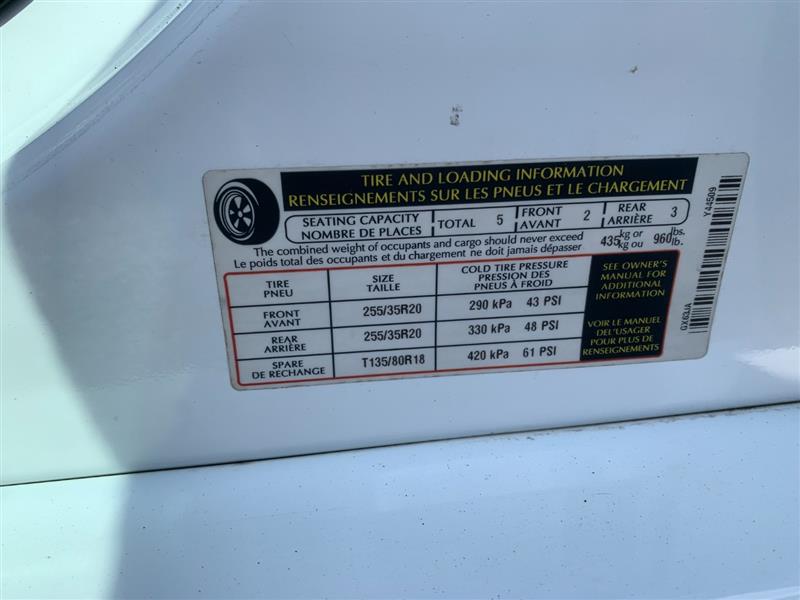 TIRE AND LOADING INFORMATION
RENSEIGNEMENTS SUR LES PNEUS ET LE CHARGEMENT
SEATING CAPACITY
NOMBRE DE PLACES
TOTAL 5
FRONT
AVANT 2
REAR
ARRIÈRE 3
The combined weight of occupants and cargo should never exceed
Le poids total des occupants et du chargement ne doit jamais dépasser
435 kg or
kg ou
960 lbs.
lb.
TIRE
PNEU
SIZE
TAILLE
COLD TIRE PRESSURE
PRESSION DES
PNEUS À FROID
FRONT
AVANT
255/35R20
290 kPa 43 PSI
REAR
ARRIÈRE
255/35R20
330 kPa 48 PSI
SPARE
DE RECHANGE
T135/80R18
420 kPa 61 PSI
SEE OWNER'S
MANUAL FOR
ADDITIONAL
INFORMATION
VOIR LE MANUEL
DEL'USAGER
POUR PLUS DE
RENSEIGNEMENTS
GX63JA
Y44509